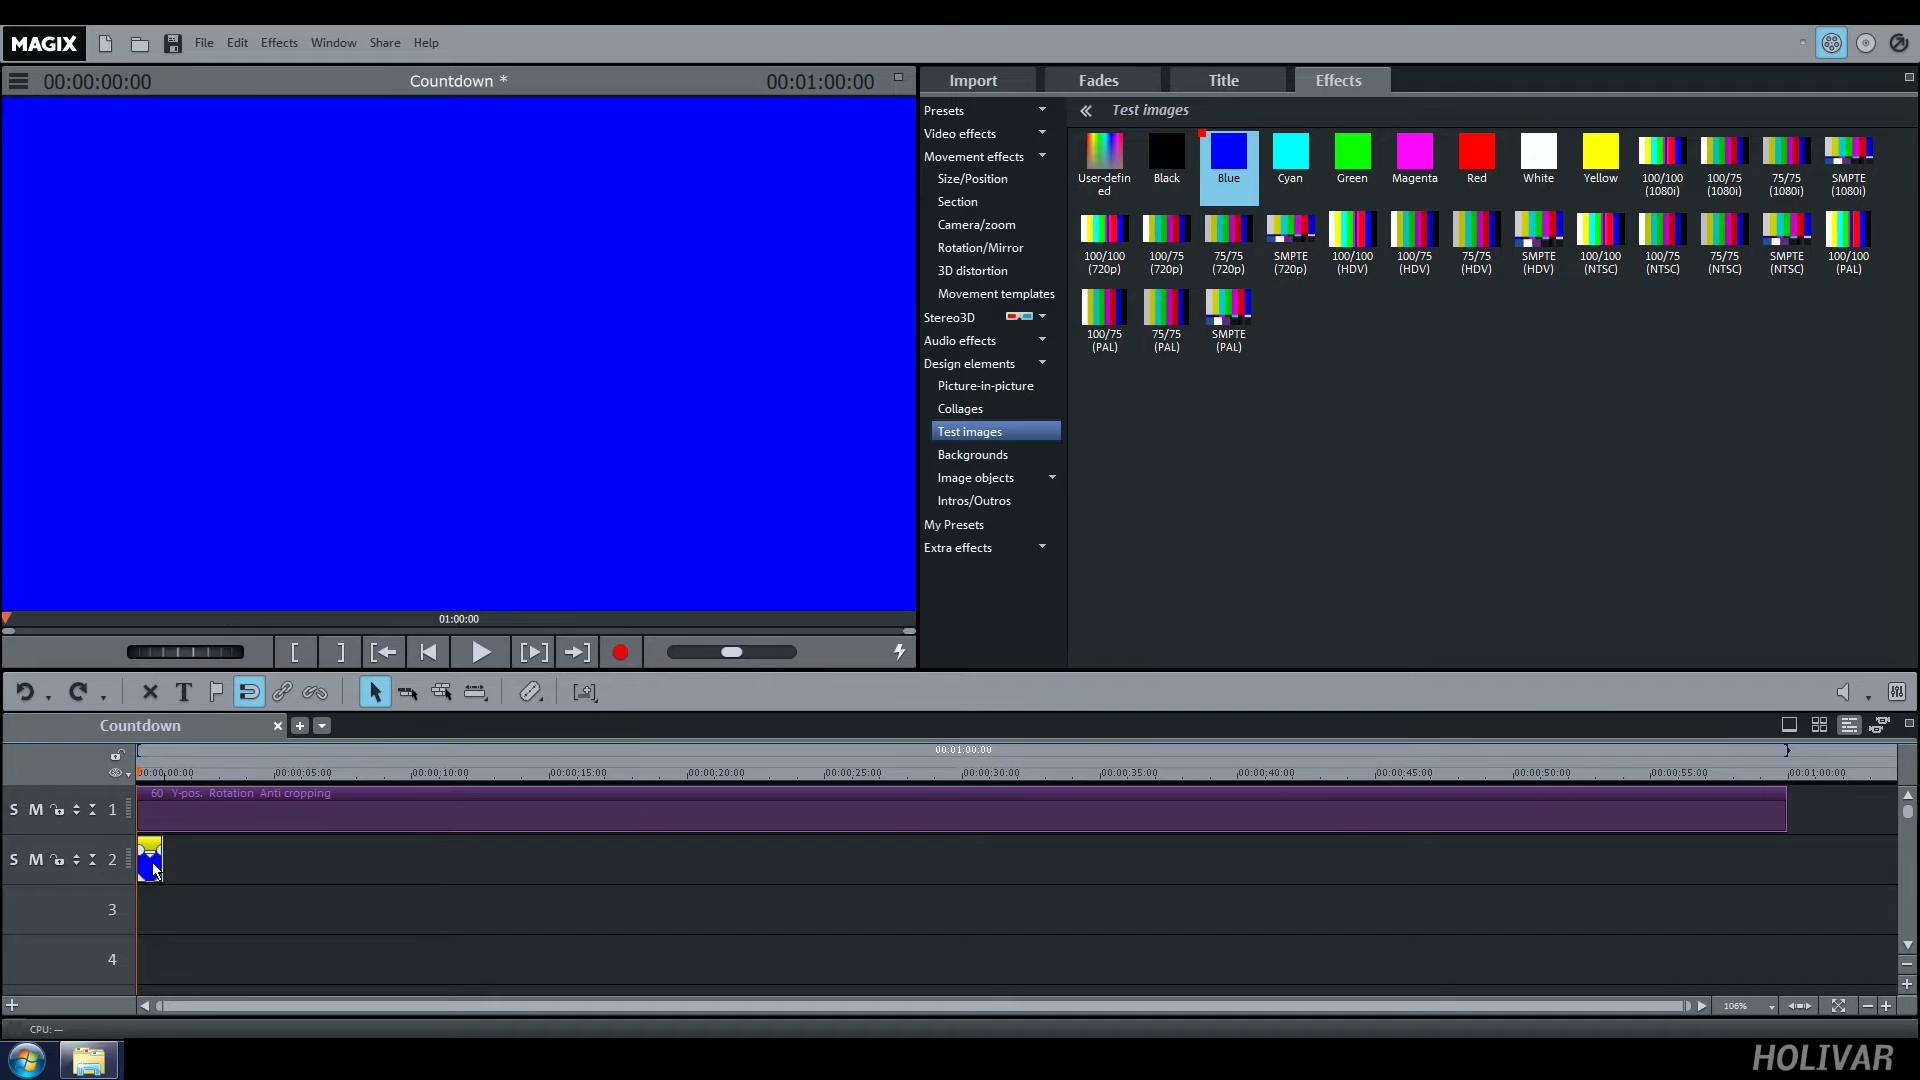 MAGIX File Edit Effects Window Share Help
00:00:00:00 Countdown * 00:01:00:00
Import Fades Title Effects
Presets
Video effects
Movement effects
Size/Position
Section
Camera/zoom
Rotation/Mirror
3D distortion
Movement templates
Stereo3D
Audio effects
Design elements
Picture-in-picture
Collages
Test images
Backgrounds
Image objects
Intros/Outros
My Presets
Extra effects
Test images
User-defin Black Blue Cyan Green Magenta Red White Yellow 100/100 100/75 75/75 SMPTE
ed (1080i) (1080i) (1080i) (1080i)
100/100 100/75 75/75 SMPTE 100/100 100/75 75/75 SMPTE 100/100 100/75 75/75 SMPTE 100/100
(720p) (720p) (720p) (720p) (HDV) (HDV) (HDV) (HDV) (NTSC) (NTSC) (NTSC) (NTSC) (PAL)
100/75 75/75 SMPTE
(PAL) (PAL) (PAL)
01:00:00
Countdown
00:01:00:00
00:00:00:00 00:00:05:00 00:00:10:00 00:00:15:00 00:00:20:00 00:00:25:00 00:00:30:00 00:00:35:00 00:00:40:00 00:00:45:00 00:00:50:00 00:00:55:00 00:01:00:00
S M 1 60 Y-pos. Rotation Anti cropping
S M 2
3
4
106%
CPU: —
HOLIVAR